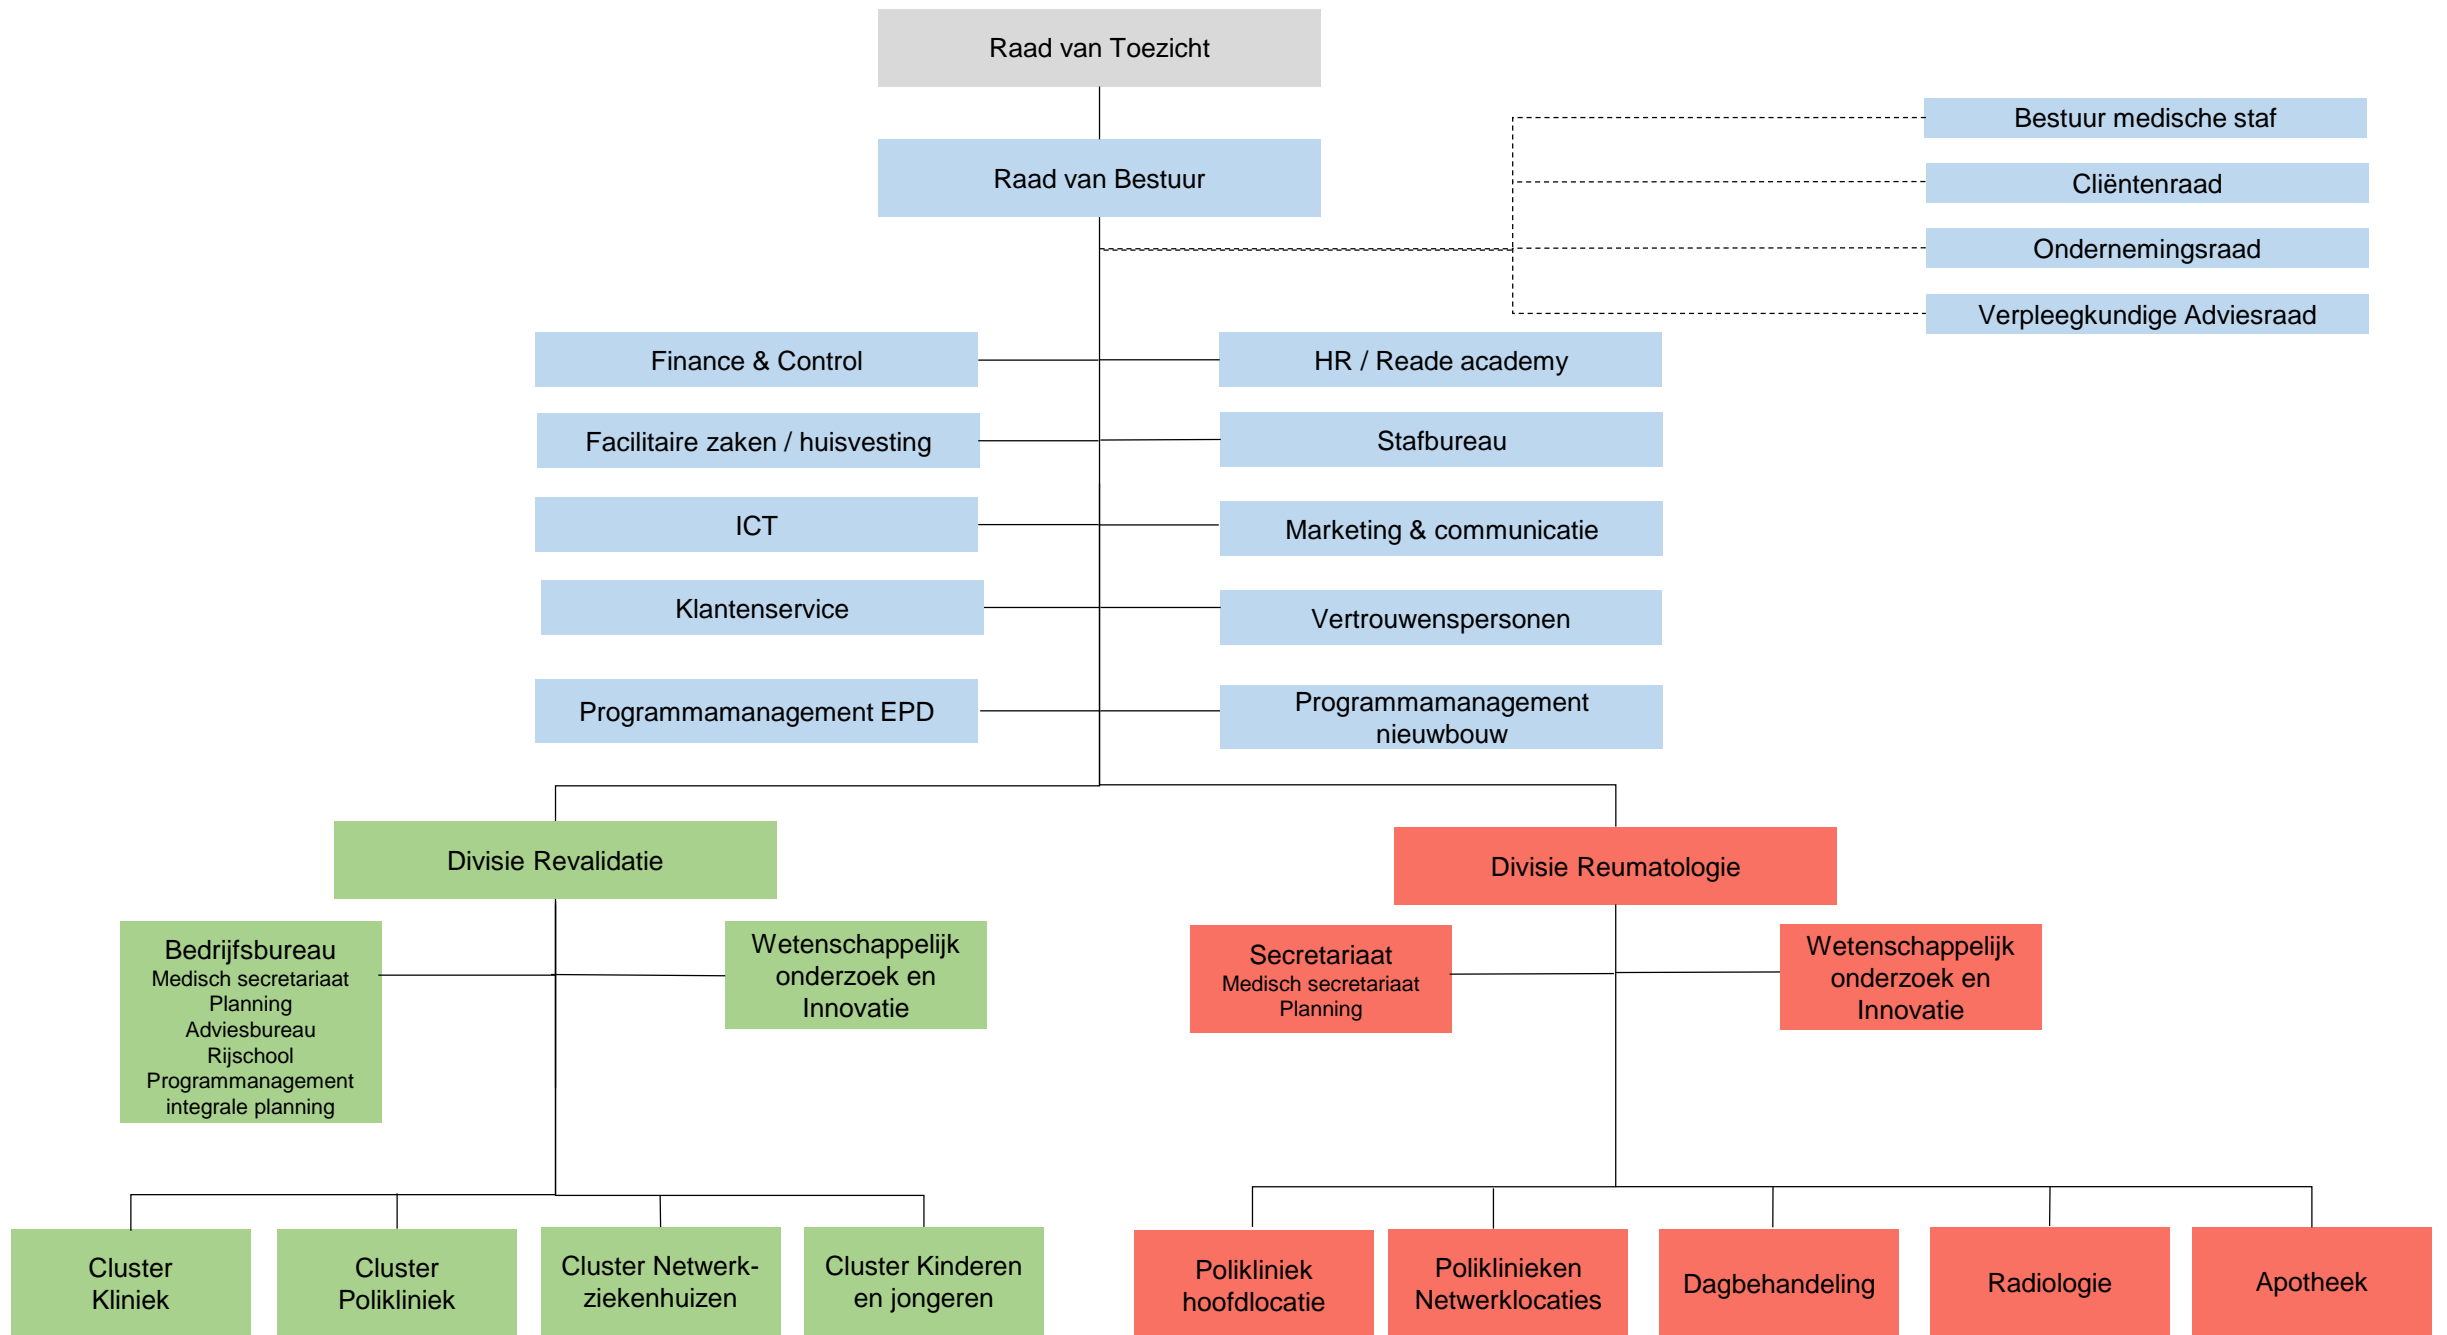 Raad van Toezicht
Raad van Bestuur
Bestuur medische staf
Cliëntenraad
Ondernemingsraad
Verpleegkundige Adviesraad
Finance & Control
HR / Reade academy
Facilitaire zaken / huisvesting
Stafbureau
ICT
Marketing & communicatie
Klantenservice
Vertrouwenspersonen
Programmamanagement EPD
Programmamanagement
nieuwbouw
Divisie Revalidatie
Bedrijfsbureau
Medisch secretariaat
Planning
Adviesbureau
Rijschool
Programmanagement
integrale planning
Wetenschappelijk
onderzoek en
Innovatie
Cluster
Kliniek
Cluster
Polikliniek
Cluster Netwerk-
ziekenhuizen
Cluster Kinderen
en jongeren
Divisie Reumatologie
Secretariaat
Medisch secretariaat
Planning
Wetenschappelijk
onderzoek en
Innovatie
Polikliniek
hoofdlocatie
Poliklinieken
Netwerklocaties
Dagbehandeling
Radiologie
Apotheek